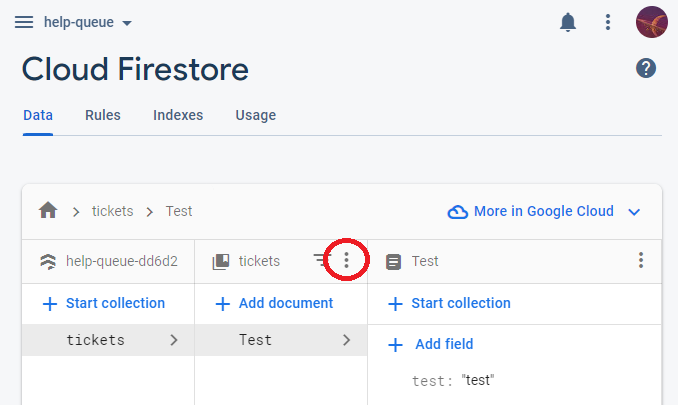 help-queue
Cloud Firestore
Data Rules Indexes Usage
tickets Test
More in Google Cloud
help-queue-dd6d2 tickets Test
Start collection Add document Start collection
tickets Test Add field
test: "test"